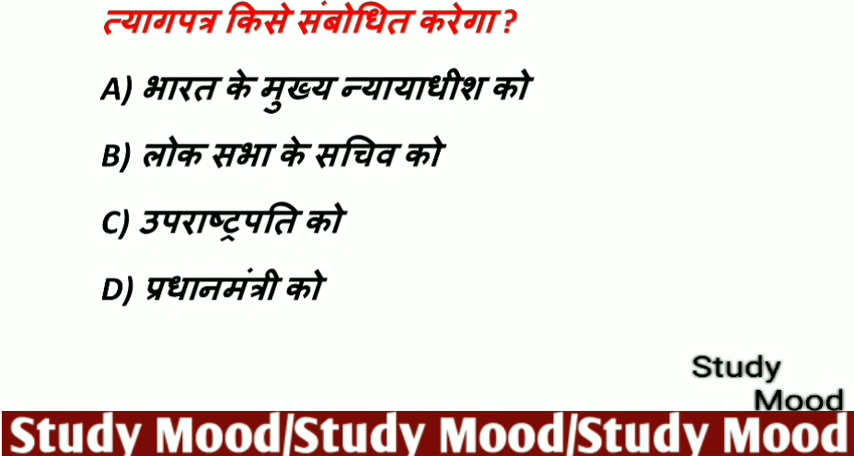 त्यागपत्र किसे संबोधित करेगा ?
A) भारत के मुख्य न्यायाधीश को
B) लोक सभा के सचिव को
C) उपराष्ट्रपति को
D) प्रधानमंत्री को
Study
Mood
Study Mood/Study Mood/Study Mood